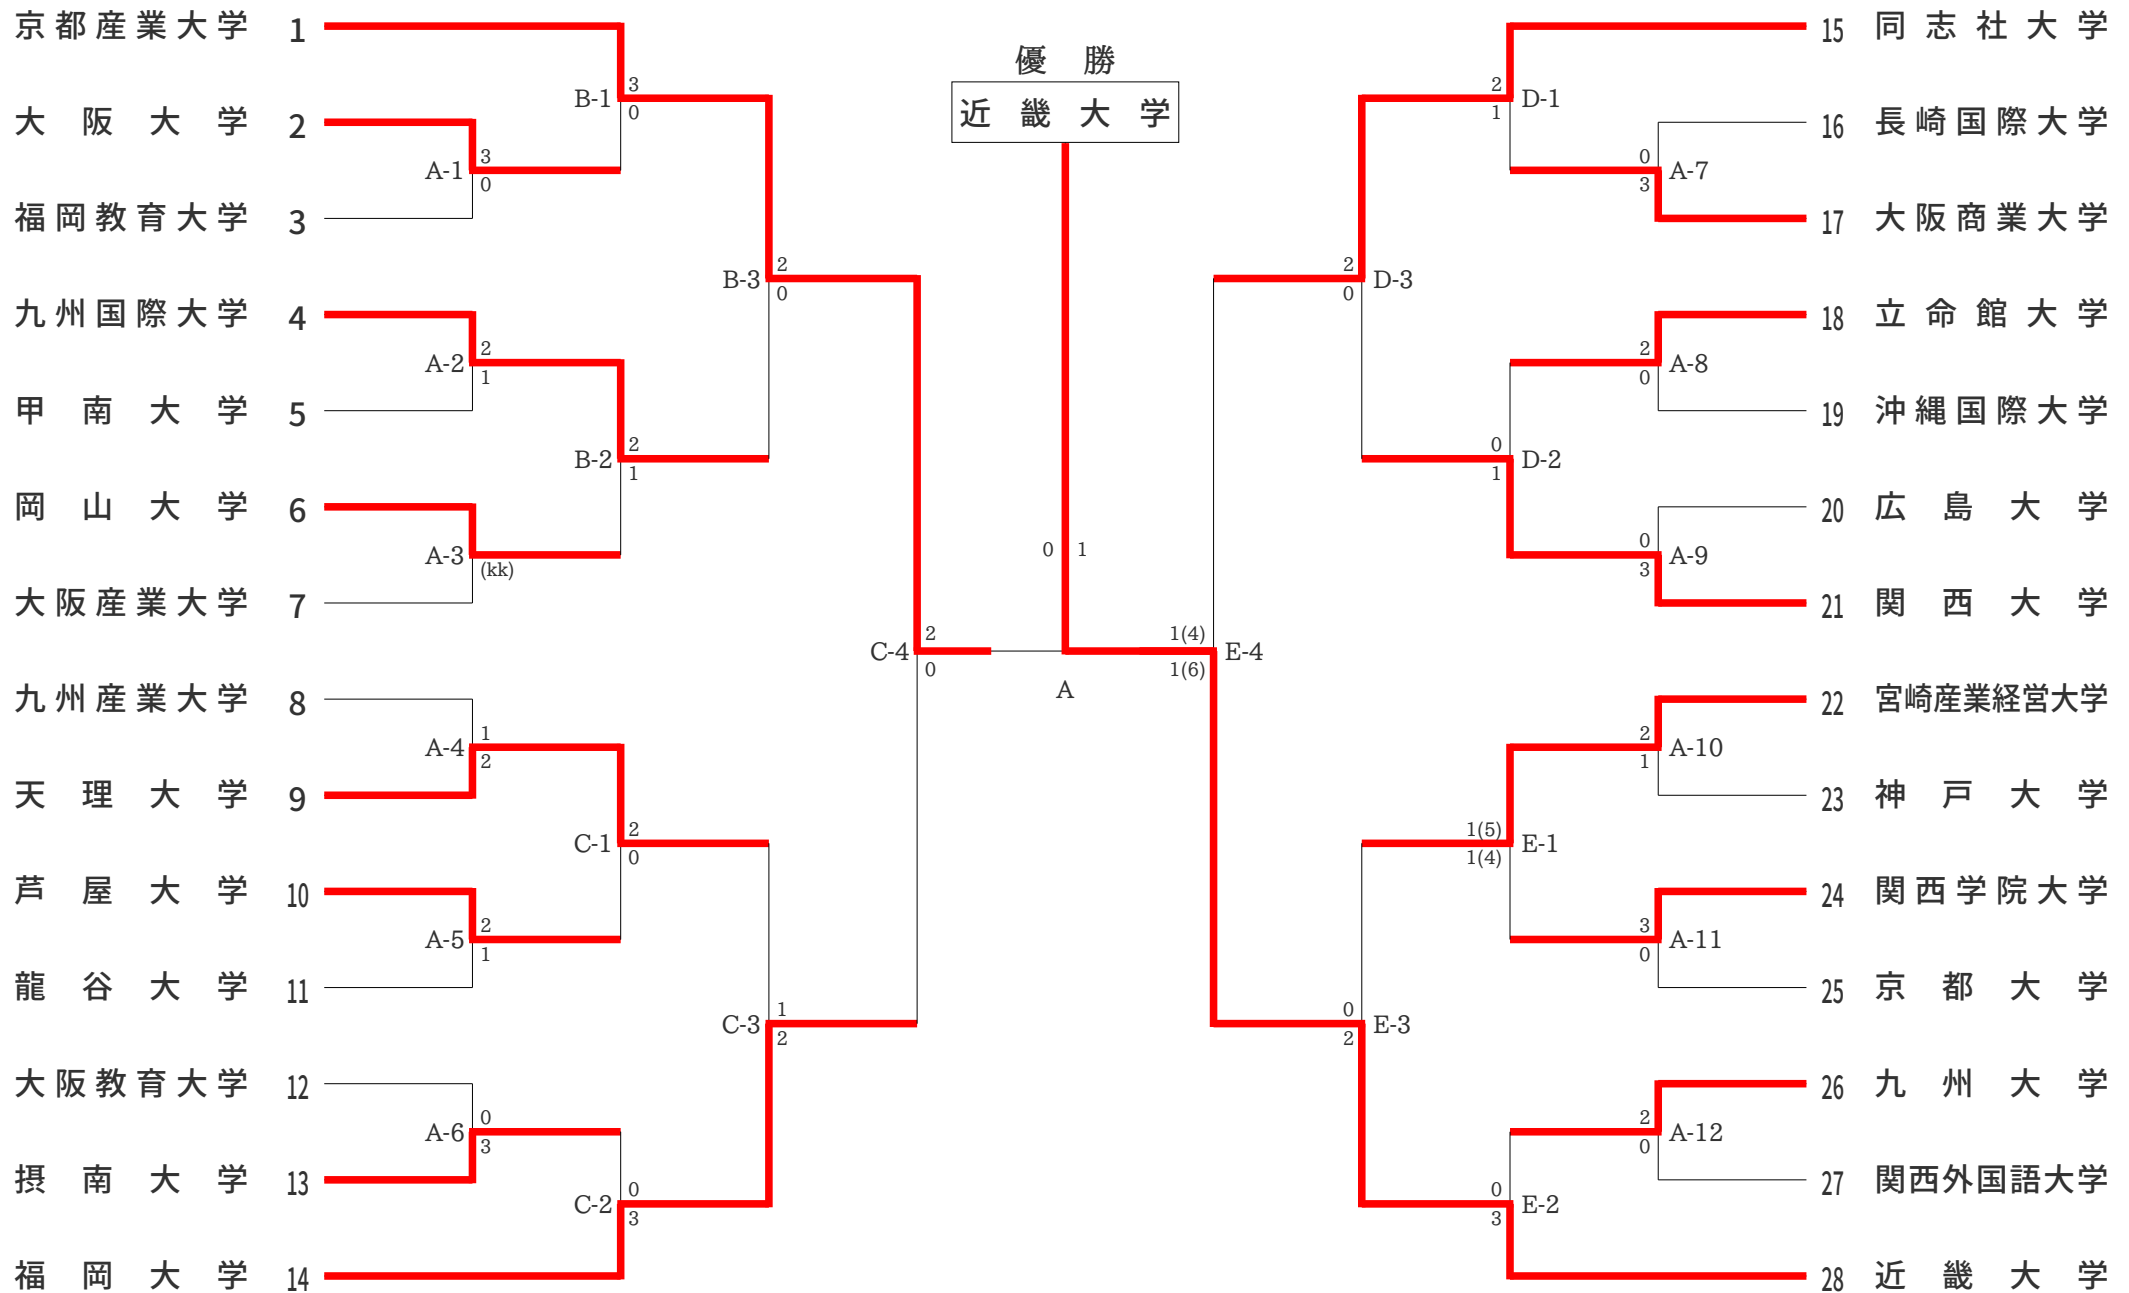 優勝
近畿大学
京都産業大学 1
大阪大学 2
福岡教育大学 3
九州国際大学 4
甲南大学 5
岡山大学 6
大阪産業大学 7
九州産業大学 8
天理大学 9
芦屋大学 10
龍谷大学 11
大阪教育大学 12
摂南大学 13
福岡大学 14
A-1 3 0
A-2 2 1
A-3 (kk)
A-4 1 2
A-5 2 1
A-6 0 3
B-1 3 0
B-2 2 1
C-1 2 0
C-2 0 3
B-3 2 0
C-3 1 2
C-4 2 0
0 1
A
1(4) 1(6) E-4
2 0 D-3
0 2 E-3
2 1 D-1
0 1 D-2
1(5) 1(4) E-1
0 3 E-2
0 3 A-7
2 0 A-8
0 3 A-9
2 1 A-10
3 0 A-11
2 0 A-12
15 同志社大学
16 長崎国際大学
17 大阪商業大学
18 立命館大学
19 沖縄国際大学
20 広島大学
21 関西大学
22 宮崎産業経営大学
23 神戸大学
24 関西学院大学
25 京都大学
26 九州大学
27 関西外国語大学
28 近畿大学